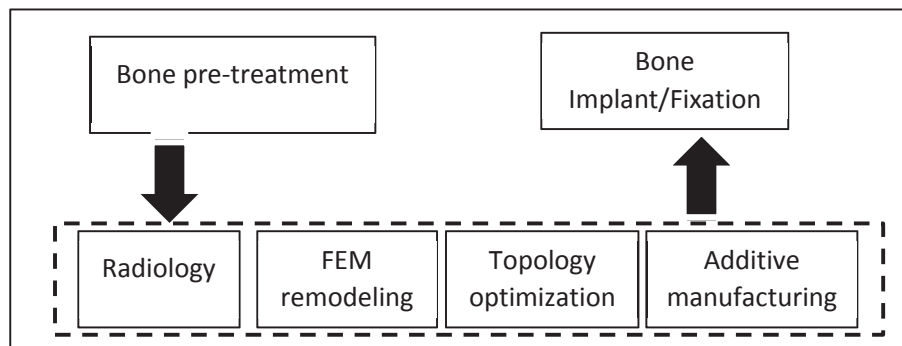 Bone pre-treatment
Bone
Implant/Fixation
Radiology
FEM
remodeling
Topology
optimization
Additive
manufacturing